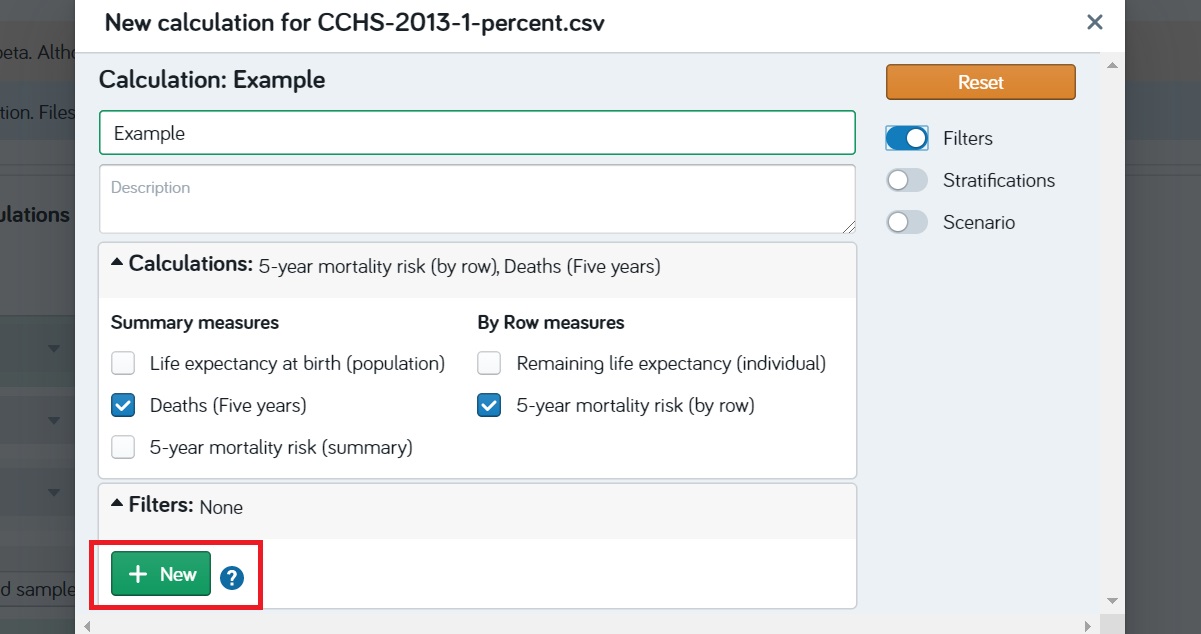 New calculation for CCHS-2013-1-percent.csv
beta. Altho
tion. Files
ulations
d sample
Calculation: Example
Reset
Example
Filters
Description
Stratifications
Scenario
Calculations: 5-year mortality risk (by row), Deaths (Five years)
Summary measures
By Row measures
Life expectancy at birth (population)
Remaining life expectancy (individual)
Deaths (Five years)
5-year mortality risk (by row)
5-year mortality risk (summary)
Filters: None
+ New ?